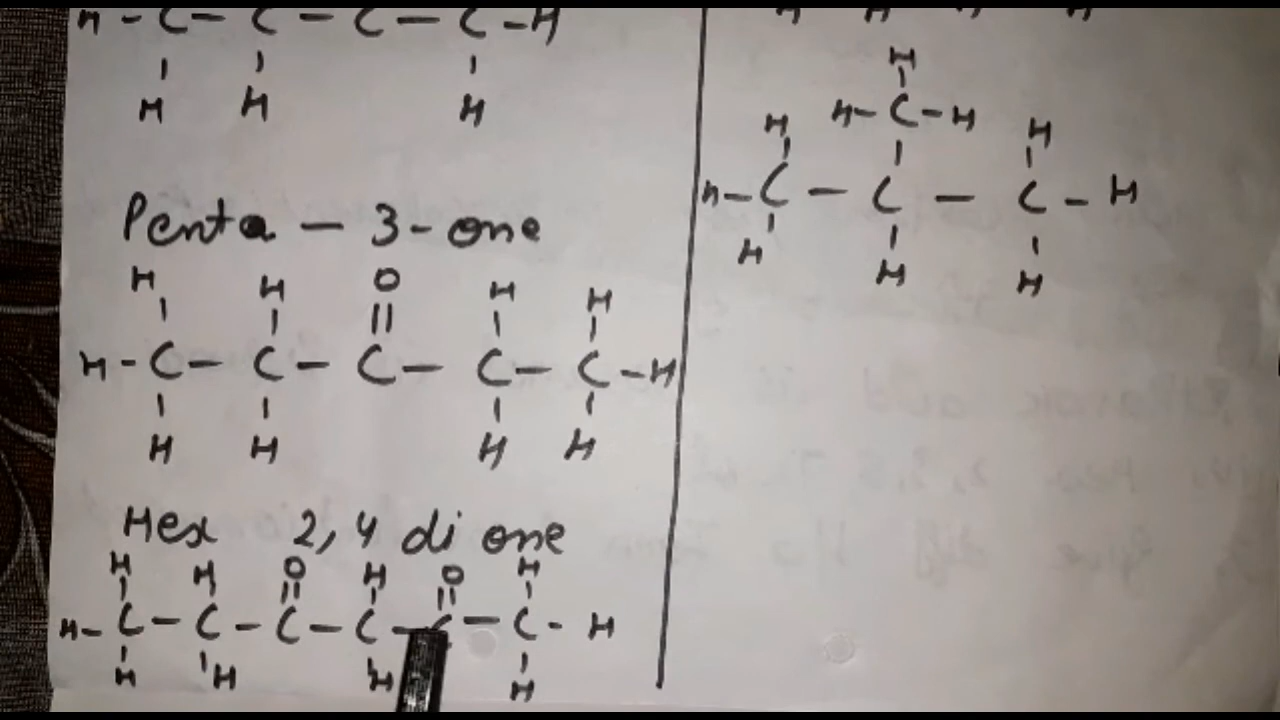 H - C - C - C - C - H
H H H
Penta - 3 - one
H H O H H
H - C - C - C - C - C - H
H H H H
Hex 2,4 di one
H H O H O H
H - C - C - C - C - C - C - H
H H H H
H H H H
H
H - C - H
H H
H - C - C - C - H
H H H